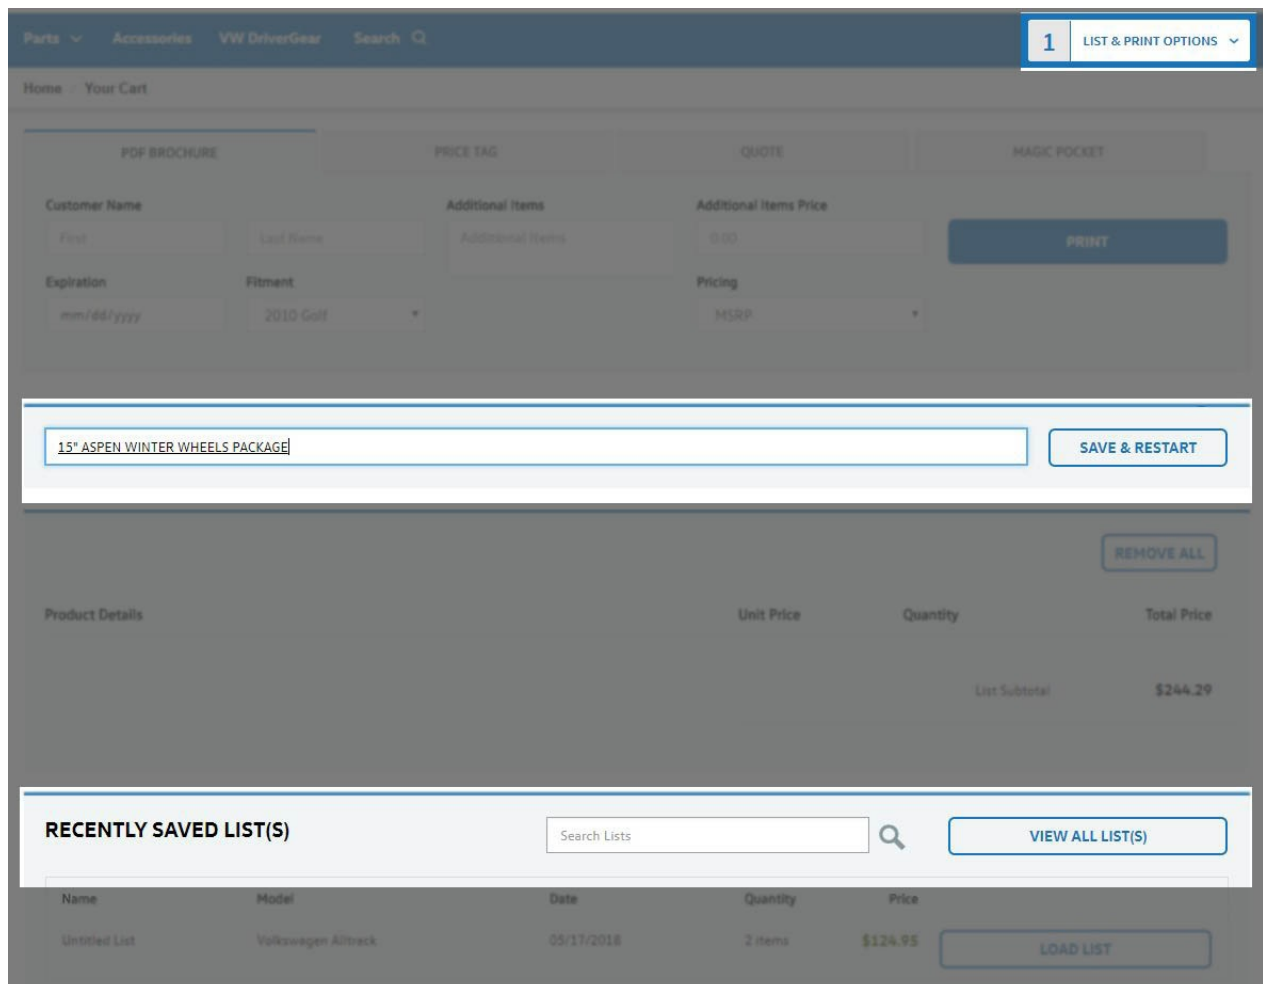 Parts Accessories VW DriverGear Search 1 LIST & PRINT OPTIONS
Home Your Cart
PDF BROCHURE PRICE TAG QUOTE MAGIC POCKET
Customer Name Additional Items Additional Items Price
First Last Name Additional Items 0.00 PRINT
Expiration Fitment Pricing
mm/dd/yyyy 2010 Golf MSRP
15" ASPEN WINTER WHEELS PACKAGE SAVE & RESTART
REMOVE ALL
Product Details Unit Price Quantity Total Price
List Subtotal $244.29
RECENTLY SAVED LIST(S) Search Lists VIEW ALL LIST(S)
Name Model Date Quantity Price
Untitled List Volkswagen Alltrack 05/17/2018 2 items $124.95 LOAD LIST